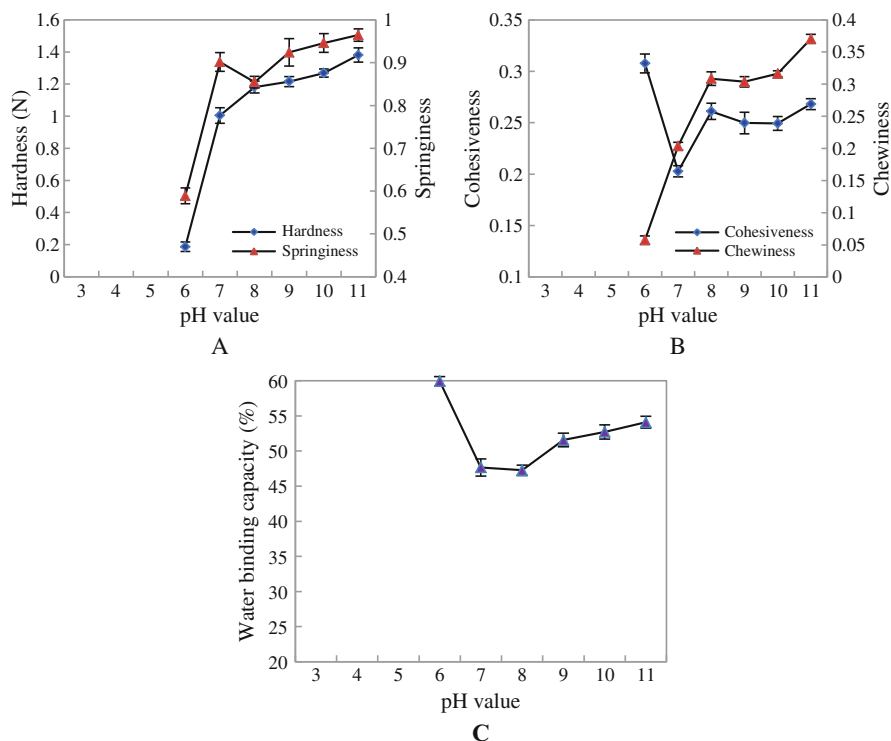 1.6
1.4
1.2
1
0.8
0.6
0.4
0.2
0
Hardness (N)
1
0.9
0.8
0.7
0.6
0.5
0.4
Springiness
Hardness
Springiness
3 4 5 6 7 8 9 10 11
pH value
A
0.35
0.3
0.25
0.2
0.15
0.1
Cohesiveness
0.4
0.35
0.3
0.25
0.2
0.15
0.1
0.05
0
Chewiness
Cohesiveness
Chewiness
3 4 5 6 7 8 9 10 11
pH value
B
60
55
50
45
40
35
30
25
20
Water binding capacity (%)
3 4 5 6 7 8 9 10 11
pH value
C